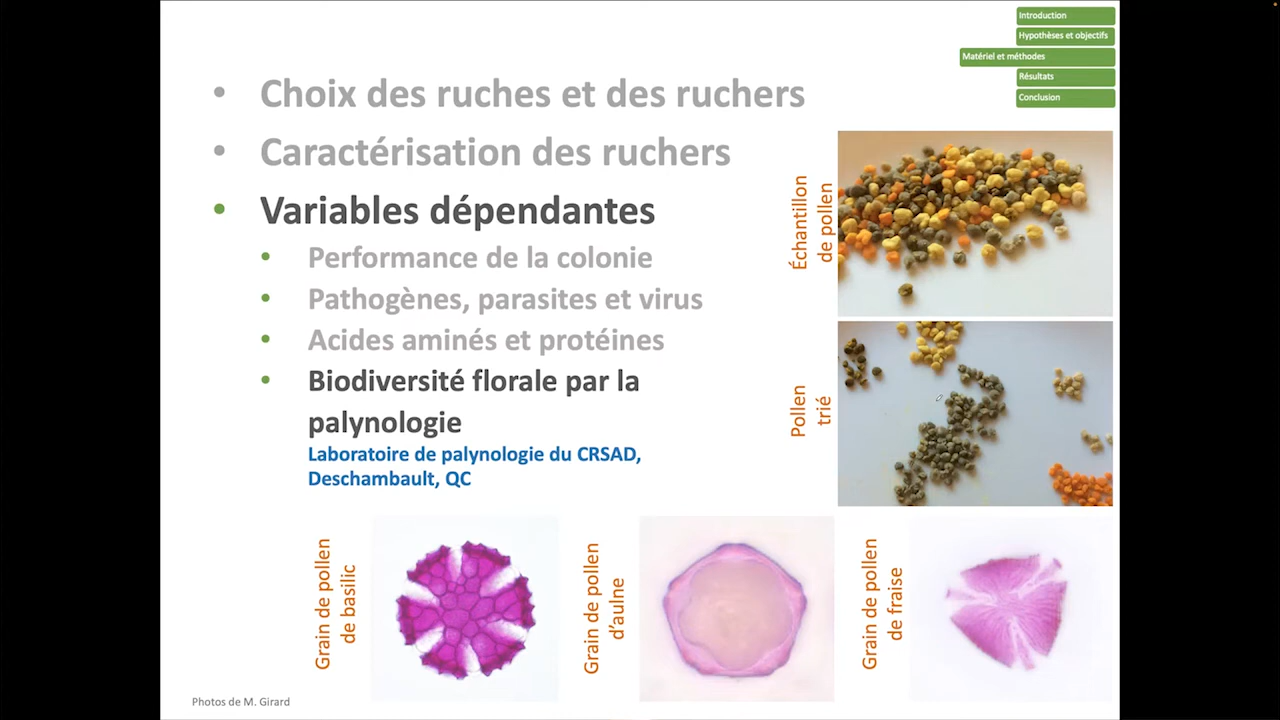 Introduction
Hypothèses et objectifs
Matériel et méthodes
Résultats
Conclusion
• Choix des ruches et des ruchers
• Caractérisation des ruchers
• Variables dépendantes
• Performance de la colonie
• Pathogènes, parasites et virus
• Acides aminés et protéines
• Biodiversité florale par la
palynologie
Laboratoire de palynologie du CRSAD,
Deschambault, QC
Échantillon
de pollen
Pollen
trié
Grain de pollen
de basilic
Grain de pollen
d’aulne
Grain de pollen
de fraise
Photos de M. Girard